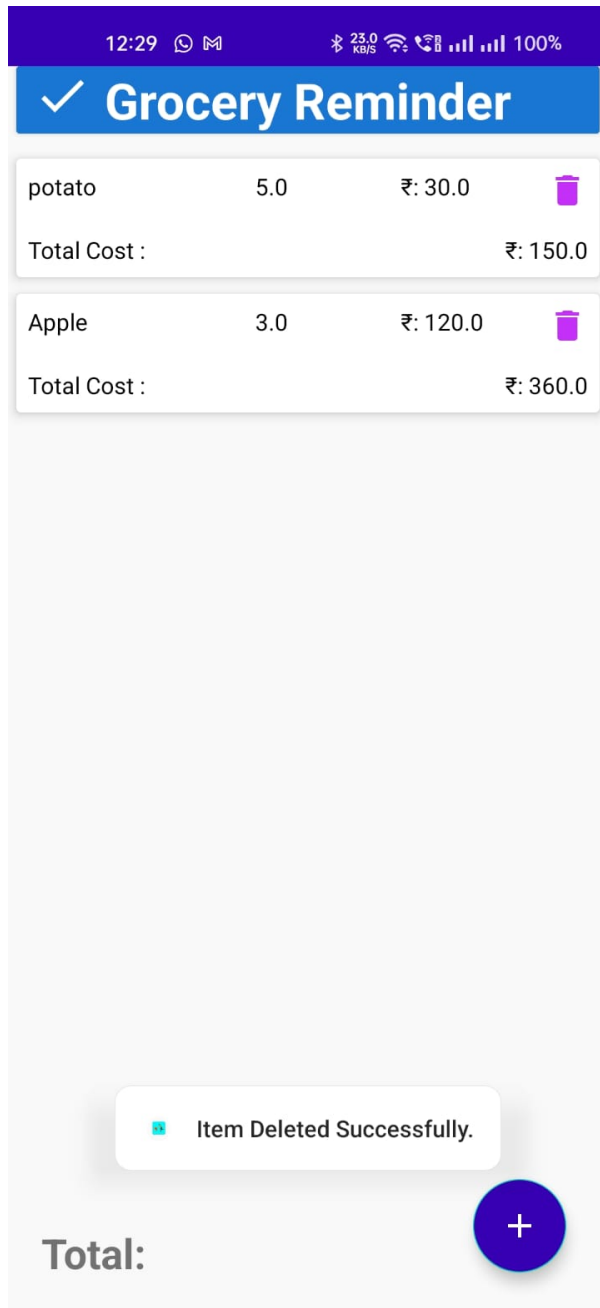 12:29 23.0 KB/S 100%
Grocery Reminder
potato 5.0 ₹: 30.0
Total Cost : ₹: 150.0
Apple 3.0 ₹: 120.0
Total Cost : ₹: 360.0
Item Deleted Successfully.
Total: